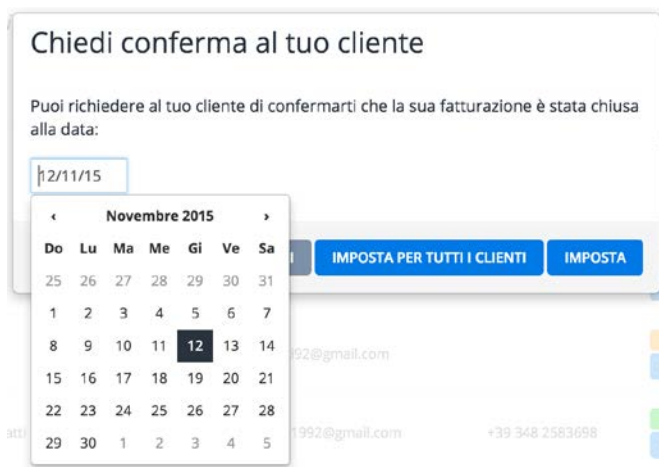 Chiedi conferma al tuo cliente
Puoi richiedere al tuo cliente di confermarti che la sua fatturazione è stata chiusa
alla data:
12/11/15
‹ Novembre 2015 ›
Do Lu Ma Me Gi Ve Sa
25 26 27 28 29 30 31
1 2 3 4 5 6 7
8 9 10 11 12 13 14
15 16 17 18 19 20 21
22 23 24 25 26 27 28
29 30 1 2 3 4 5
IMPOSTA PER TUTTI I CLIENTI IMPOSTA
92@gmail.com
1992@gmail.com +39 348 2583698